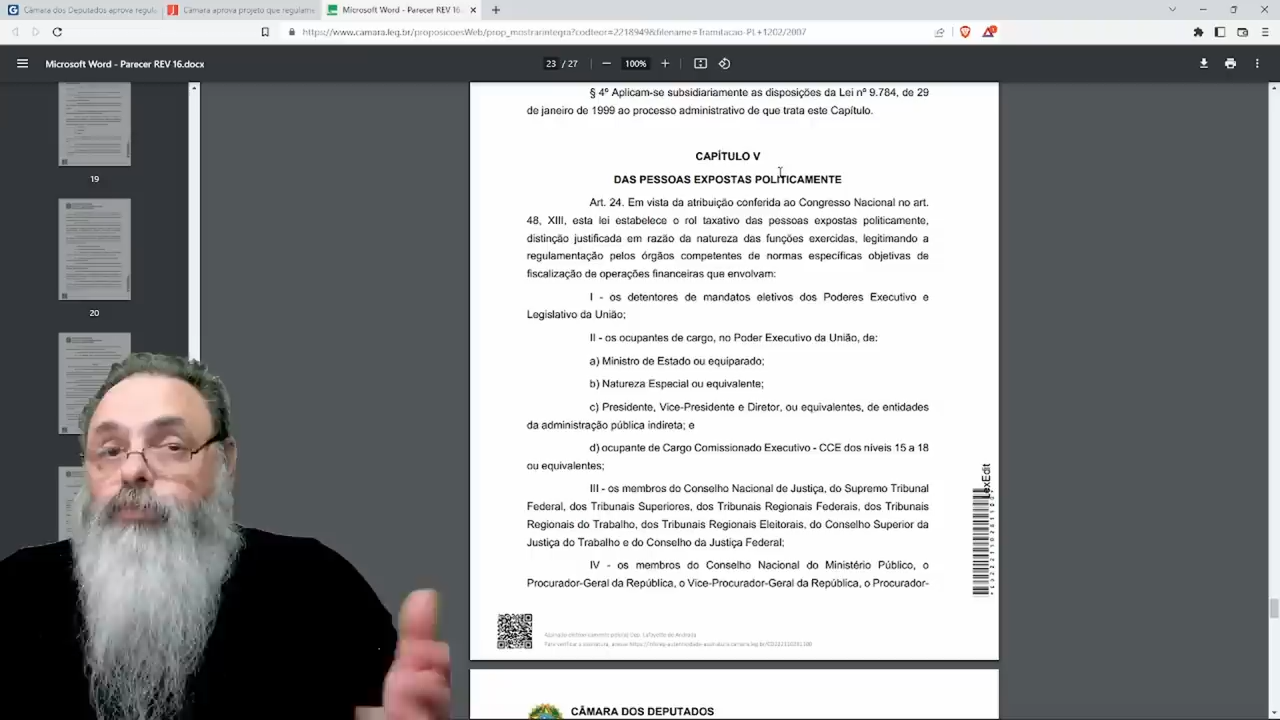 Câmara dos Deputados aprova regula
Câmara aprova projeto que regulame
Microsoft Word - Parecer REV 16.
https://www.camara.leg.br/proposicoesWeb/prop_mostrarintegra?codteor=2218949&filename=Tramitacao-PL+1202/2007
Microsoft Word - Parecer REV 16.docx
23 / 27
100%
19
20
§ 4º Aplicam-se subsidiariamente as disposições da Lei nº 9.784, de 29
de janeiro de 1999 ao processo administrativo de que trata este Capítulo.
CAPÍTULO V
DAS PESSOAS EXPOSTAS POLITICAMENTE
Art. 24. Em vista da atribuição conferida ao Congresso Nacional no art.
48, XIII, esta lei estabelece o rol taxativo das pessoas expostas politicamente,
distinção justificada em razão da natureza das funções exercidas, legitimando a
regulamentação pelos órgãos competentes de normas específicas objetivas de
fiscalização de operações financeiras que envolvam:
I - os detentores de mandatos eletivos dos Poderes Executivo e
Legislativo da União;
II - os ocupantes de cargo, no Poder Executivo da União, de:
a) Ministro de Estado ou equiparado;
b) Natureza Especial ou equivalente;
c) Presidente, Vice-Presidente e Diretor, ou equivalentes, de entidades
da administração pública indireta; e
d) ocupante de Cargo Comissionado Executivo - CCE dos níveis 15 a 18
ou equivalentes;
III - os membros do Conselho Nacional de Justiça, do Supremo Tribunal
Federal, dos Tribunais Superiores, dos Tribunais Regionais Federais, dos Tribunais
Regionais do Trabalho, dos Tribunais Regionais Eleitorais, do Conselho Superior da
Justiça do Trabalho e do Conselho da Justiça Federal;
IV - os membros do Conselho Nacional do Ministério Público, o
Procurador-Geral da República, o Vice-Procurador-Geral da República, o Procurador-
LexEdit
Assinado eletronicamente pelo(a) Dep. Lafayette de Andrada
Para verificar a assinatura, acesse
CÂMARA DOS DEPUTADOS